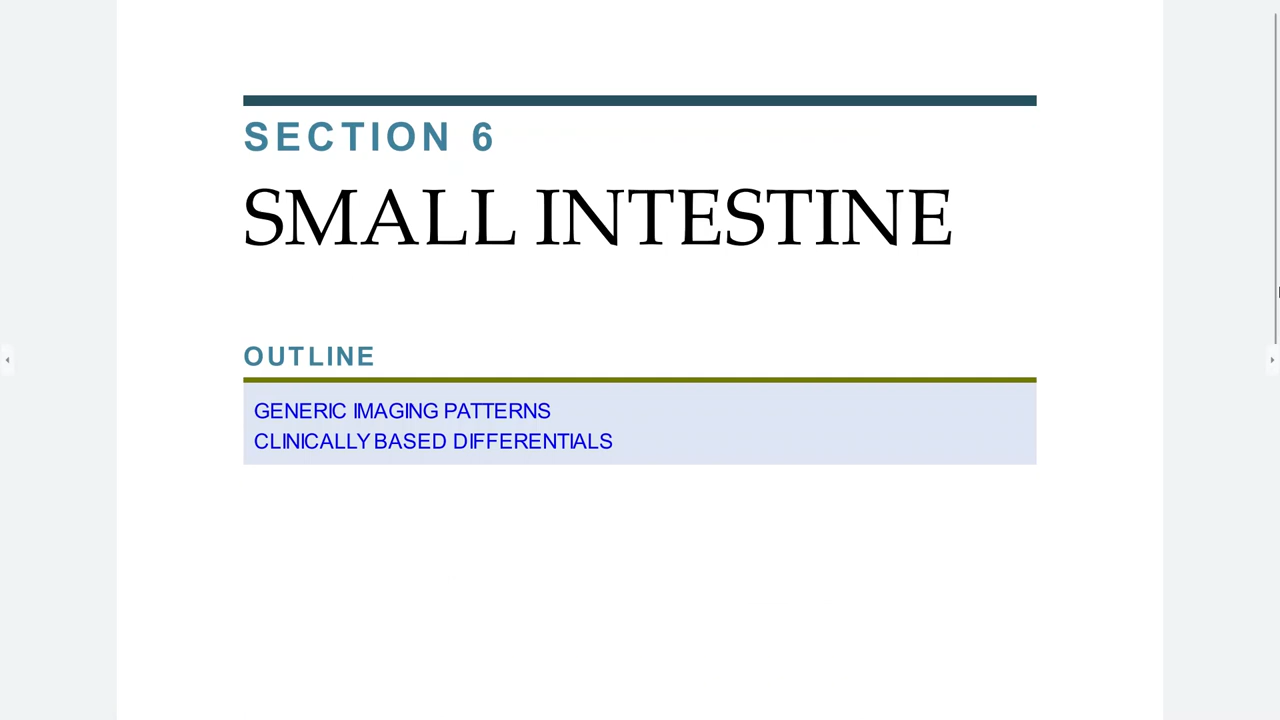 SECTION 6
SMALL INTESTINE
OUTLINE
GENERIC IMAGING PATTERNS
CLINICALLY BASED DIFFERENTIALS